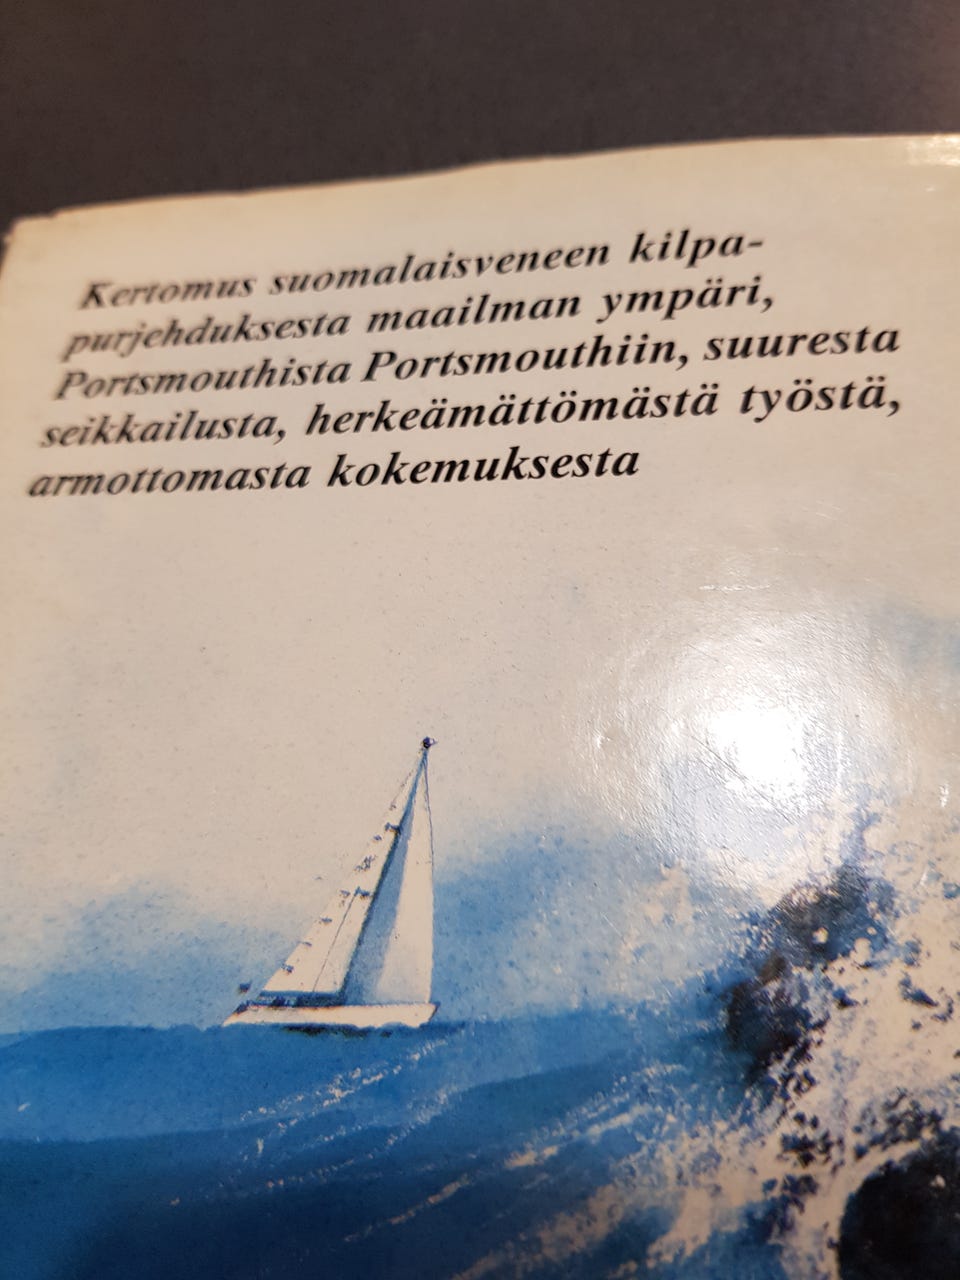 Kertomus suomalaisveneen kilpa-
purjehduksesta maailman ympäri,
Portsmouthista Portsmouthiin, suuresta
seikkailusta, herkeämättömästä työstä,
armottomasta kokemuksesta